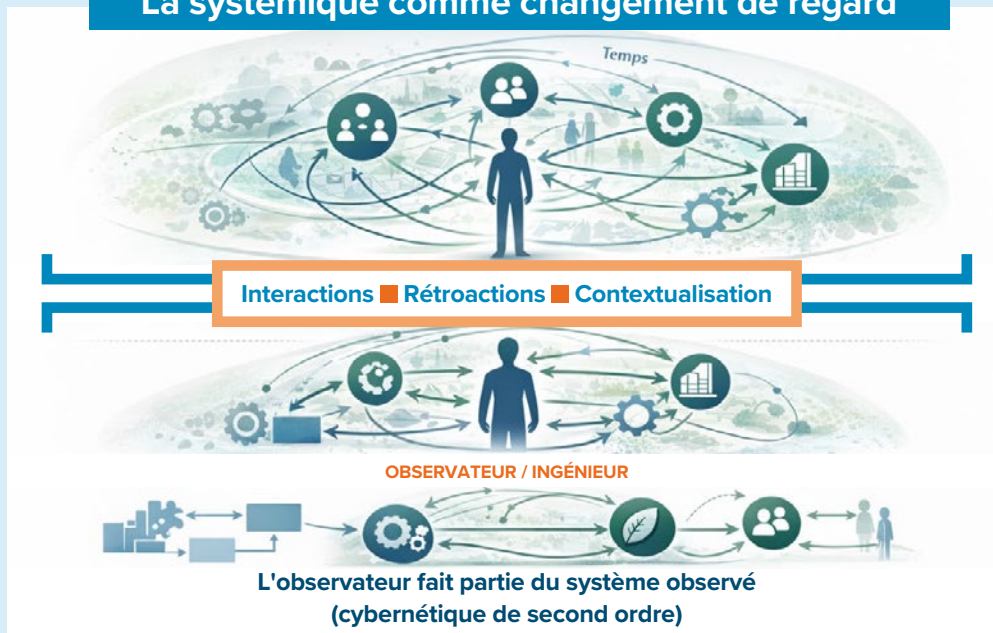 La systémique comme changement de regard
Temps
Interactions ■ Rétroactions ■ Contextualisation
OBSERVATEUR / INGÉNIEUR
L'observateur fait partie du système observé
(cybernétique de second ordre)